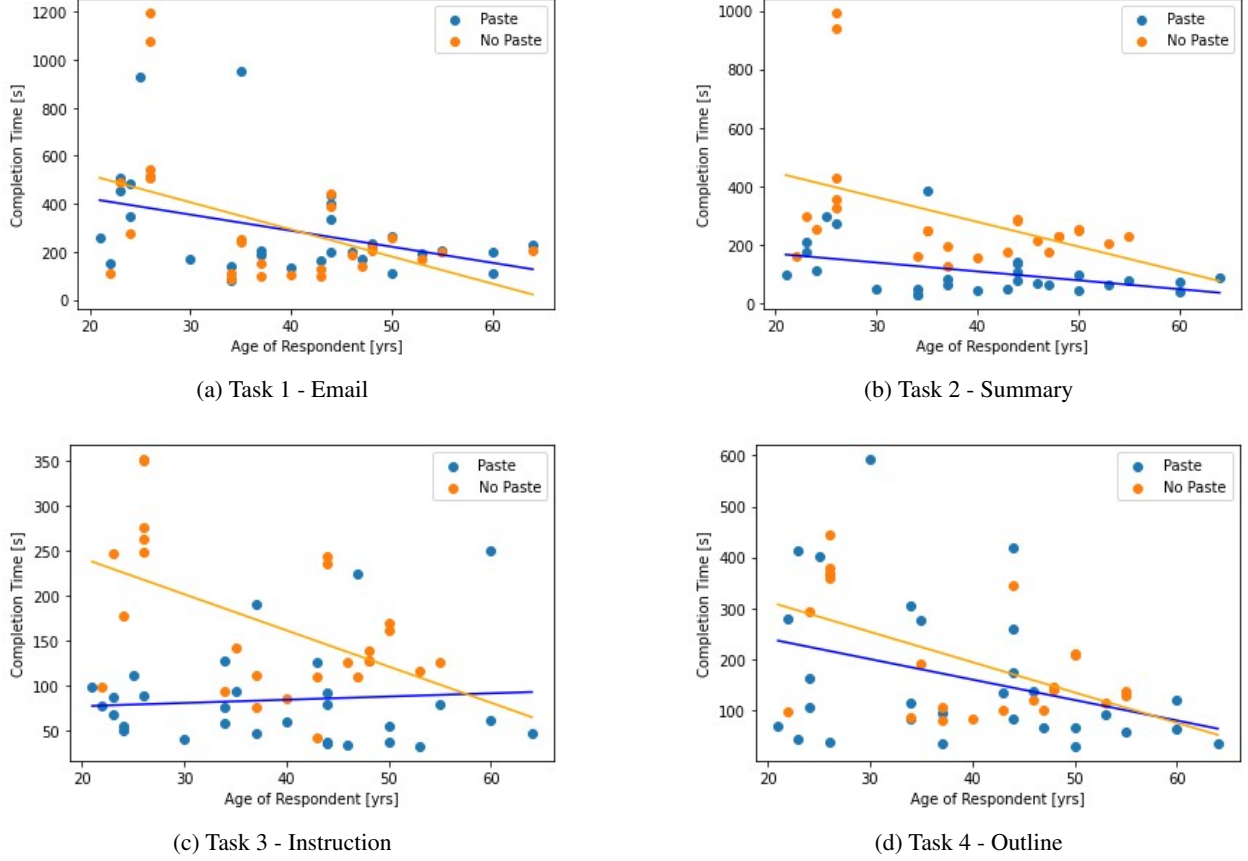 Paste
No Paste
1200
1000
800
600
400
200
0
Completion Time [s]
20
30
40
50
60
Age of Respondent [yrs]
(a) Task 1 - Email
Paste
No Paste
1000
800
600
400
200
0
Completion Time [s]
20
30
40
50
60
Age of Respondent [yrs]
(b) Task 2 - Summary
Paste
No Paste
350
300
250
200
150
100
50
Completion Time [s]
20
30
40
50
60
Age of Respondent [yrs]
(c) Task 3 - Instruction
Paste
No Paste
600
500
400
300
200
100
Completion Time [s]
20
30
40
50
60
Age of Respondent [yrs]
(d) Task 4 - Outline